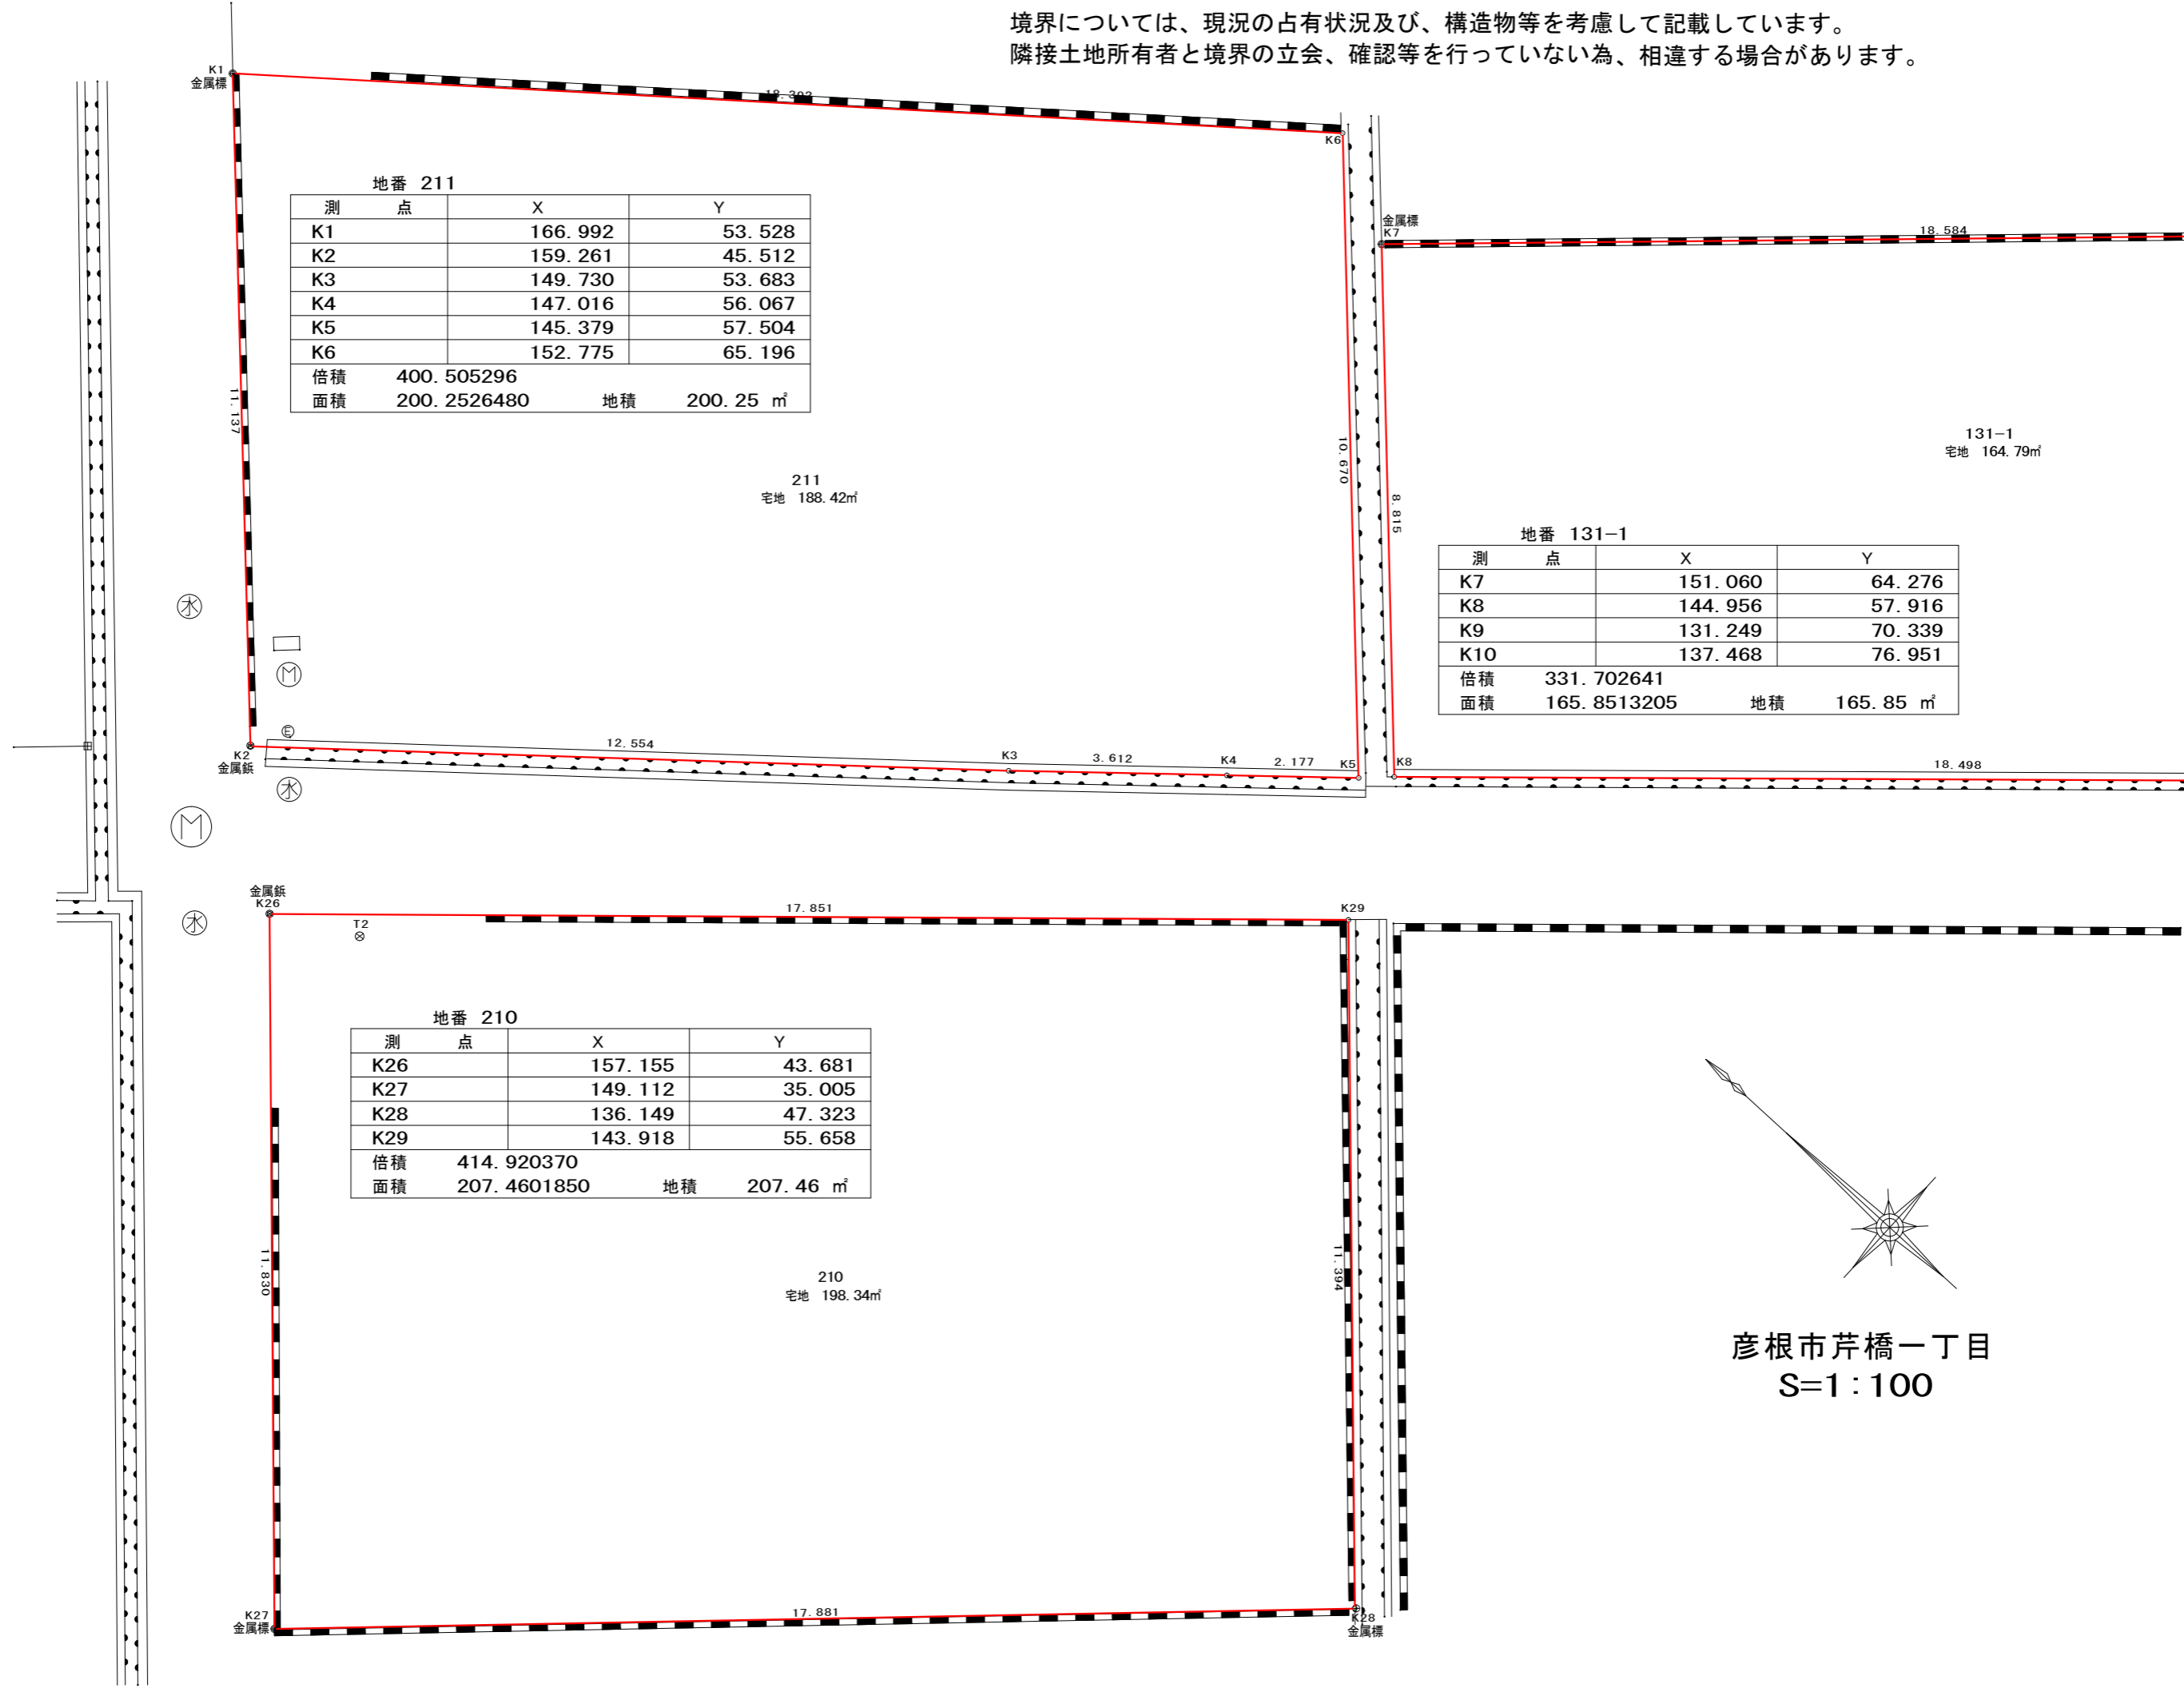 境界については、現況の占有状況及び、構造物等を考慮して記載しています。
隣接土地所有者と境界の立会、確認等を行っていない為、相違する場合があります。
K1
金属標
18.392
K6
地番 211
測 点 X Y
K1 166.992 53.528
K2 159.261 45.512
K3 149.730 53.683
K4 147.016 56.067
K5 145.379 57.504
K6 152.775 65.196
倍積 400.505296
面積 200.2526480 地積 200.25 ㎡
金属標
K7
18.584
11.137
10.670
8.815
211
宅地 188.42㎡
131-1
宅地 164.79㎡
地番 131-1
測 点 X Y
K7 151.060 64.276
K8 144.956 57.916
K9 131.249 70.339
K10 137.468 76.951
倍積 331.702641
面積 165.8513205 地積 165.85 ㎡
水
M
E
K2
金属鋲
12.554
K3
3.612
K4
2.177
K5
K8
18.498
水
M
水
金属鋲
K26
T2
17.851
K29
地番 210
測 点 X Y
K26 157.155 43.681
K27 149.112 35.005
K28 136.149 47.323
K29 143.918 55.658
倍積 414.920370
面積 207.4601850 地積 207.46 ㎡
11.830
11.394
210
宅地 198.34㎡
彦根市芹橋一丁目
S=1:100
K27
金属標
17.881
K28
金属標